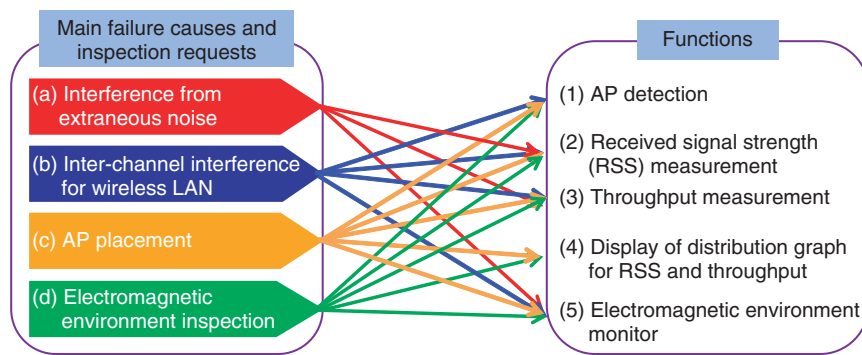 Main failure causes and
inspection requests
(a) Interference from
extraneous noise
(b) Inter-channel interference
for wireless LAN
(c) AP placement
(d) Electromagnetic
environment inspection
Functions
(1) AP detection
(2) Received signal strength
(RSS) measurement
(3) Throughput measurement
(4) Display of distribution graph
for RSS and throughput
(5) Electromagnetic environment
monitor